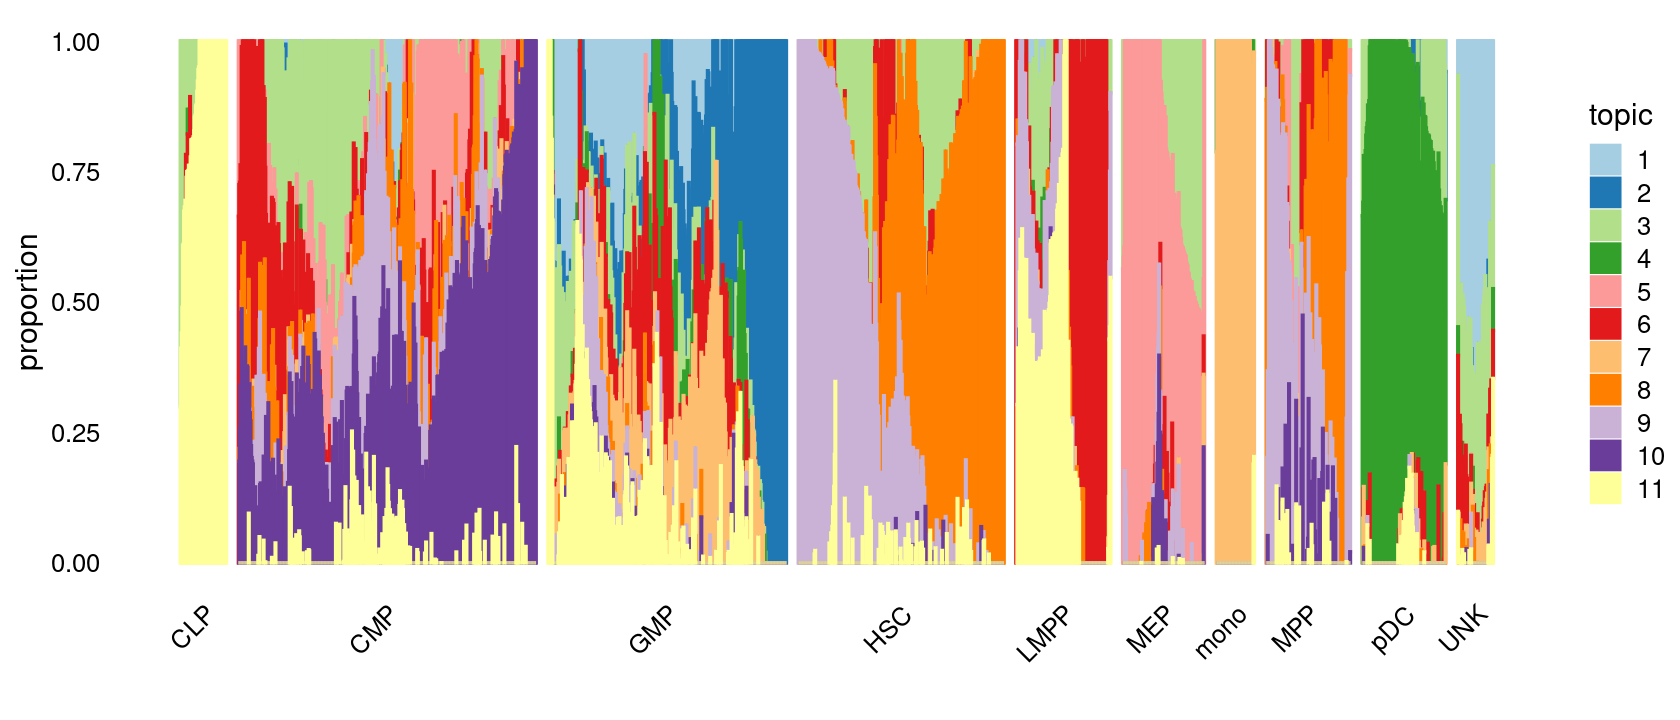 1.00
0.75
0.50
0.25
0.00
proportion
CLP
CMP
GMP
HSC
LMPP
MEP
mono
MPP
pDC
UNK
topic
1
2
3
4
5
6
7
8
9
10
11